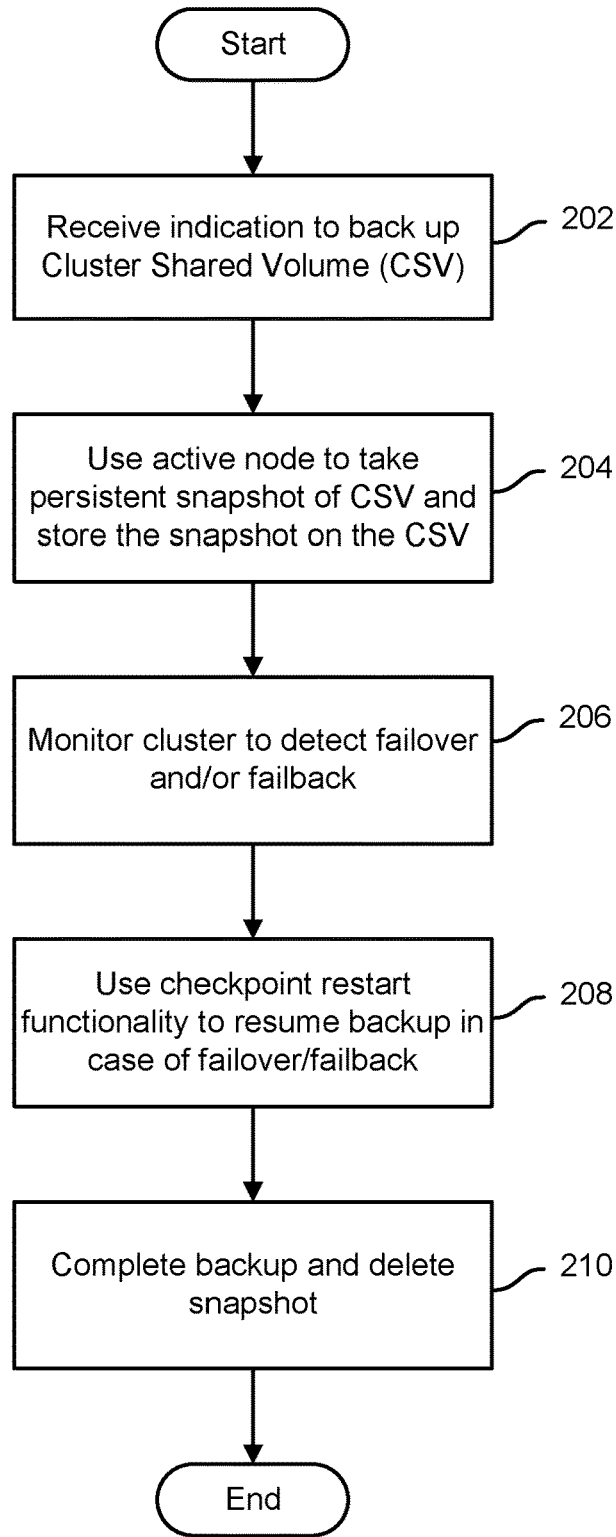 Start
Receive indication to back up
Cluster Shared Volume (CSV)
202
Use active node to take
persistent snapshot of CSV and
store the snapshot on the CSV
204
Monitor cluster to detect failover
and/or failback
206
Use checkpoint restart
functionality to resume backup in
case of failover/failback
208
Complete backup and delete
snapshot
210
End